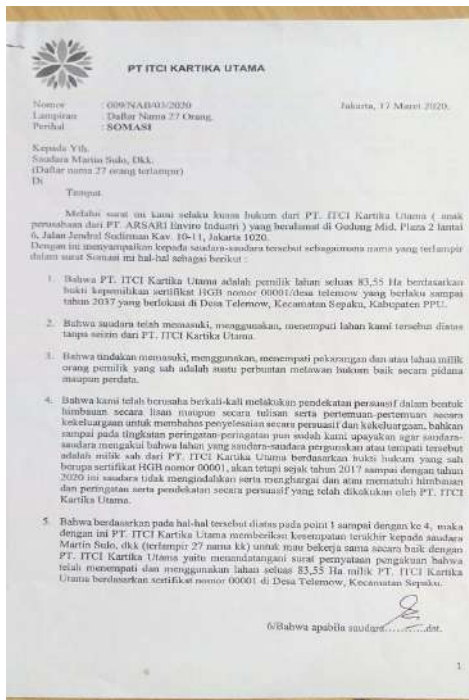 PT ITCI KARTIKA UTAMA
Nomor : 009/NAB/03/2020 Jakarta, 17 Maret 2020.
Lampiran : Daftar Nama 27 Orang.
Perihal : SOMASI
Kepada Yth.
Saudara Martin Sulo, Dkk.
(Daftar nama 27 orang terlampir)
Di
Tempat.
Melalui surat ini kami selaku kuasa hukum dari PT. ITCI Kartika Utama ( anak
perusahaan dari PT. ARSARI Enviro Industri ) yang beralamat di Gedung Mid. Plaza 2 lantai
6, Jalan Jendral Sudirman Kav. 10-11, Jakarta 1020.
Dengan ini menyampaikan kepada saudara-saudara tersebut sebagaimana nama yang terlampir
dalam surat Somasi ini hal-hal sebagai berikut :
1. Bahwa PT. ITCI Kartika Utama adalah pemilik lahan seluas 83,55 Ha berdasarkan
bukti kepemilikan sertifikat HGB nomor 00001/desa telemow yang berlaku sampai
tahun 2037 yang berlokasi di Desa Telemow, Kecamatan Sepaku, Kabupaten PPU.
2. Bahwa saudara telah memasuki, menggunakan, menempati lahan kami tersebut diatas
tanpa seizin dari PT. ITCI Kartika Utama.
3. Bahwa tindakan memasuki, menggunakan, menempati pekarangan dan atau lahan milik
orang pemilik yang sah adalah suatu perbuatan melawan hukum baik secara pidana
maupun perdata.
4. Bahwa kami telah berusaha berkali-kali melakukan pendekatan persuasif dalam bentuk
himbauan secara lisan maupun secara tulisan serta pertemuan-pertemuan secara
kekeluargaan untuk membahas penyelesaian secara persuasif dan kekeluargaan, bahkan
sampai pada tingkatan peringatan-peringatan pun sudah kami upayakan agar saudara-
saudara mengakui bahwa lahan yang saudara-saudara pergunakan atau tempati tersebut
adalah milik sah dari PT. ITCI Kartika Utama berdasarkan bukti hukum yang sah
berupa sertifikat HGB nomor 00001, akan tetapi sejak tahun 2017 sampai dengan tahun
2020 ini saudara tidak mengindahkan serta menghargai dan atau mematuhi himbauan
dan peringatan serta pendekatan secara persuasif yang telah dikakukan oleh PT. ITCI
Kartika Utama.
5. Bahwa berdasarkan pada hal-hal tersebut diatas pada point 1 sampai dengan ke 4, maka
dengan ini PT. ITCI Kartika Utama memberikan kesempatan terakhir kepada saudara
Martin Sulo, dkk (terlampir 27 nama kk) untuk mau bekerja sama secara baik dengan
PT. ITCI Kartika Utama yaitu menandatangani surat pernyataan pengakuan bahwa
telah menempati dan menggunakan lahan seluas 83,55 Ha milik PT. ITCI Kartika
Utama berdasarkan sertifikat nomor 00001 di Desa Telemow, Kecamatan Sepaku.
6/Bahwa apabila saudara............dst.
1